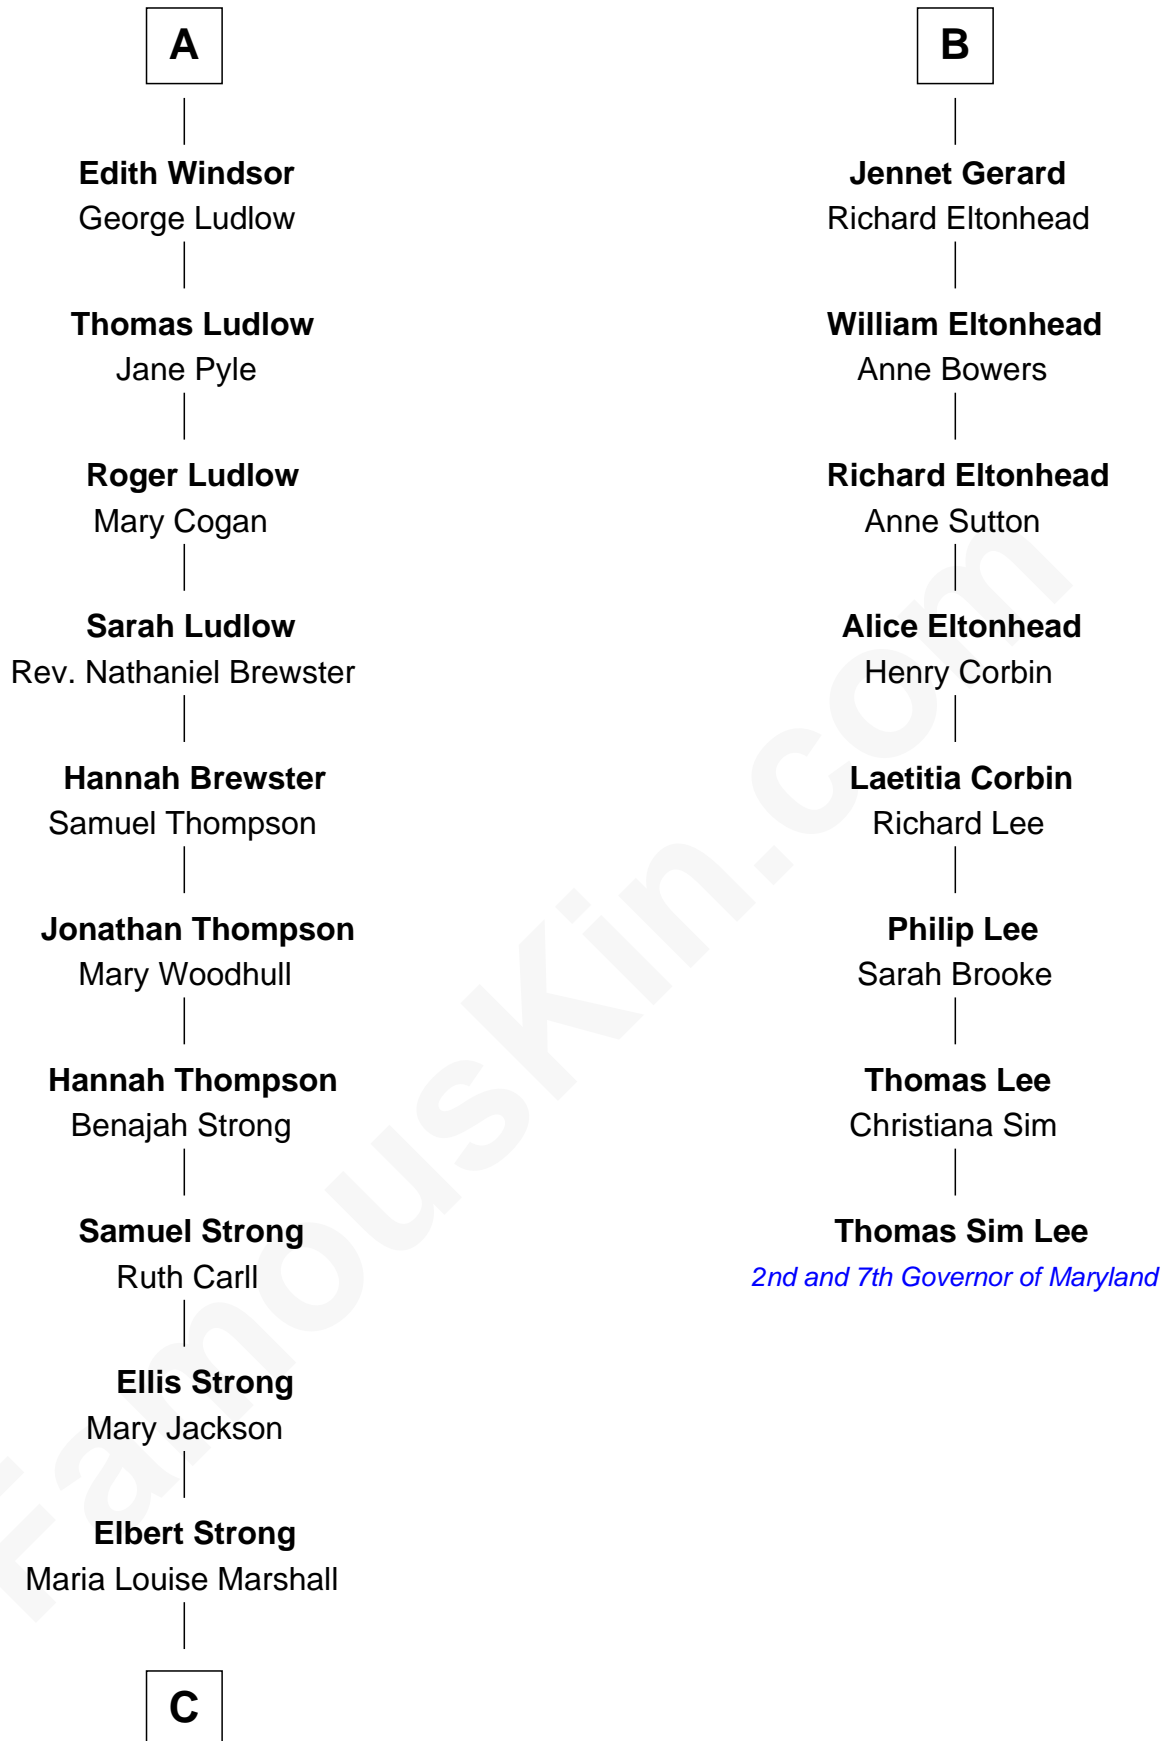 A
Edith Windsor
George Ludlow
Thomas Ludlow
Jane Pyle
Roger Ludlow
Mary Cogan
Sarah Ludlow
Rev. Nathaniel Brewster
Hannah Brewster
Samuel Thompson
Jonathan Thompson
Mary Woodhull
Hannah Thompson
Benajah Strong
Samuel Strong
Ruth Carll
Ellis Strong
Mary Jackson
Elbert Strong
Maria Louise Marshall
C
B
Jennet Gerard
Richard Eltonhead
William Eltonhead
Anne Bowers
Richard Eltonhead
Anne Sutton
Alice Eltonhead
Henry Corbin
Laetitia Corbin
Richard Lee
Philip Lee
Sarah Brooke
Thomas Lee
Christiana Sim
Thomas Sim Lee
2nd and 7th Governor of Maryland
FamousKin.com